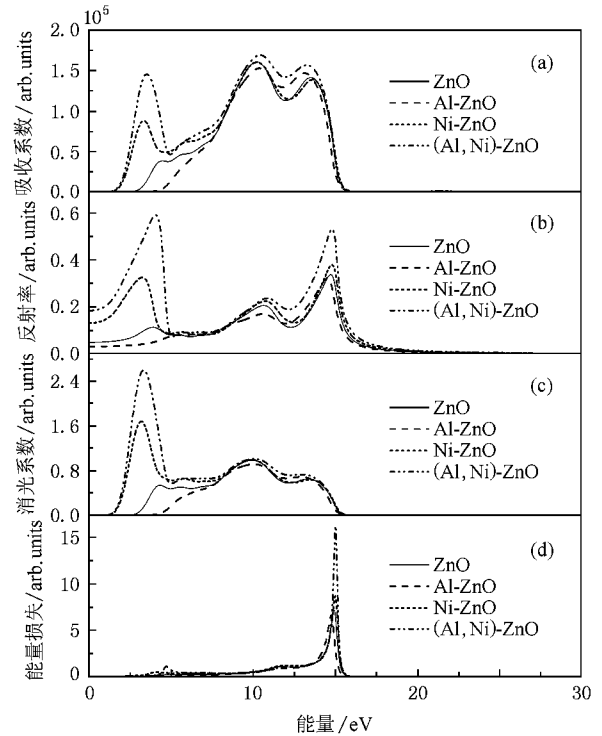 ×10⁵
2.0
1.5
1.0
0.5
0.0
吸收系数/arb.units
(a)
ZnO
Al-ZnO
Ni-ZnO
(Al, Ni)-ZnO
0.6
0.4
0.2
0.0
反射率/arb.units
(b)
ZnO
Al-ZnO
Ni-ZnO
(Al, Ni)-ZnO
2.4
1.6
0.8
0.0
消光系数/arb.units
(c)
ZnO
Al-ZnO
Ni-ZnO
(Al, Ni)-ZnO
15
10
5
0
能量损失/arb.units
(d)
ZnO
Al-ZnO
Ni-ZnO
(Al, Ni)-ZnO
0 10 20 30
能量/eV